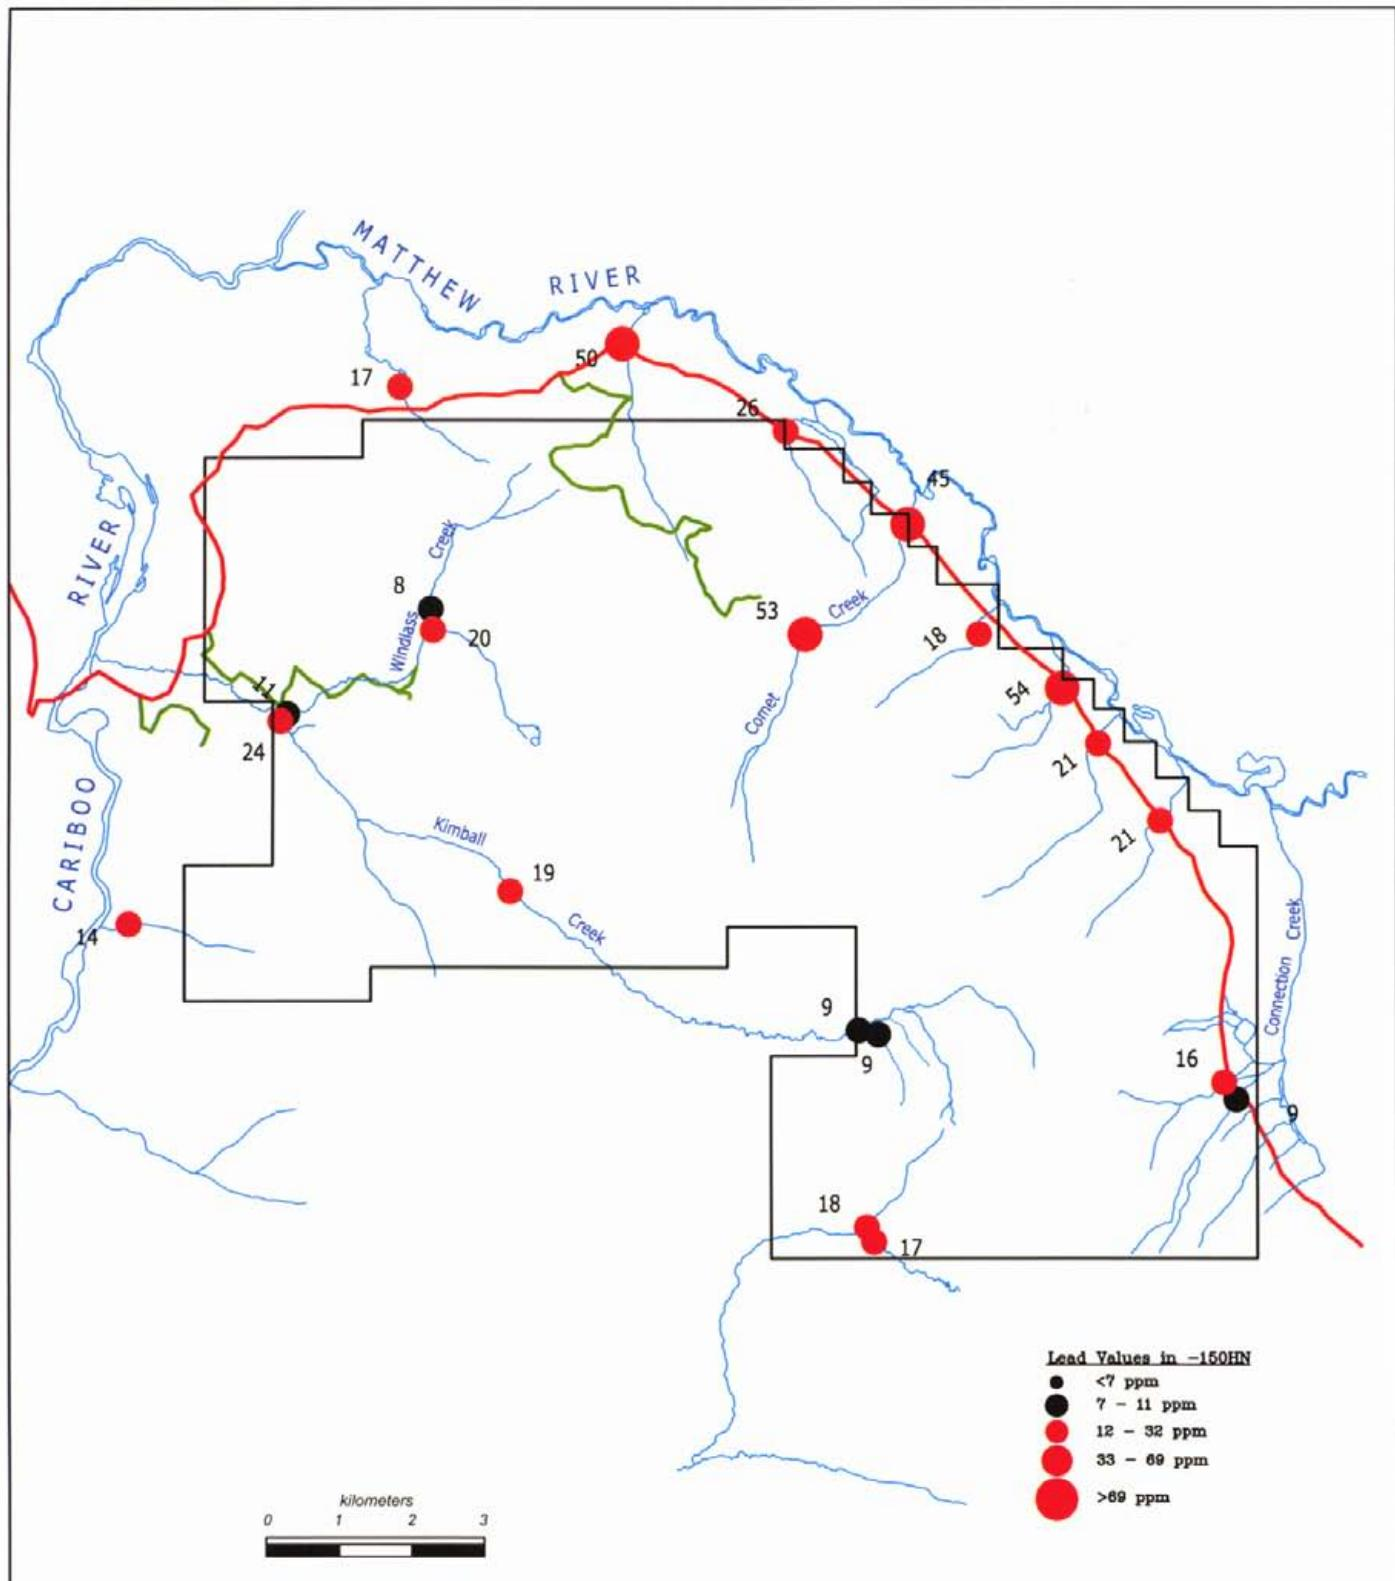 MATTHEW RIVER
50
17
26
45
RIVER
Creek
8
Windlass
20
53
Creek
18
54
11
24
Comet
21
21
CARIBOO
Kimball
19
Creek
14
Connection Creek
9
9
16
9
18
17
Lead Values in -150HN
<7 ppm
7 - 11 ppm
12 - 32 ppm
33 - 69 ppm
>69 ppm
kilometers
0 1 2 3